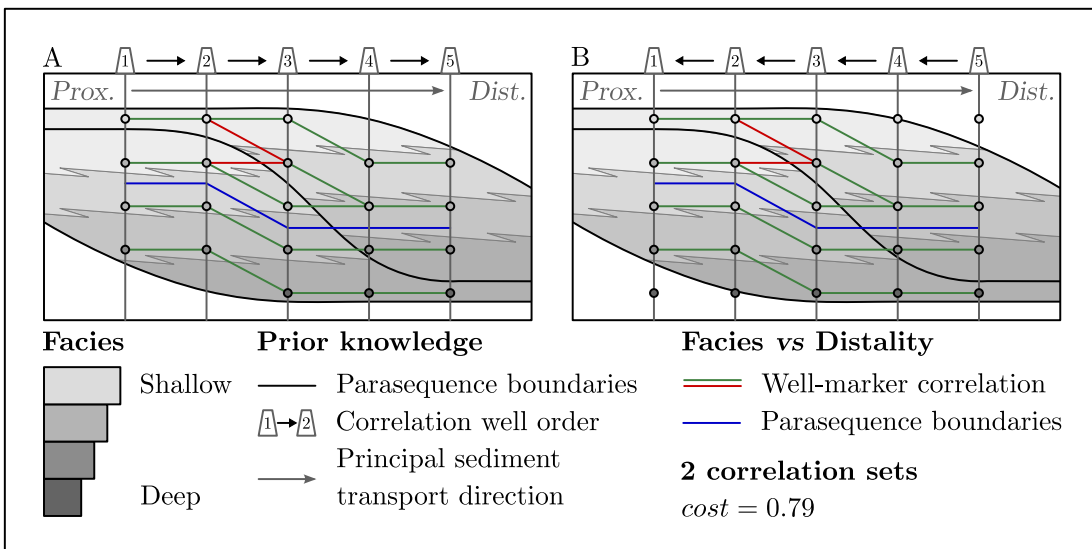 A 1 2 3 4 5
Prox. Dist.
B 1 2 3 4 5
Prox. Dist.
Facies
Shallow
Deep
Prior knowledge
Parasequence boundaries
1 2 Correlation well order
Principal sediment
transport direction
Facies vs Distality
Well-marker correlation
Parasequence boundaries
2 correlation sets
cost = 0.79